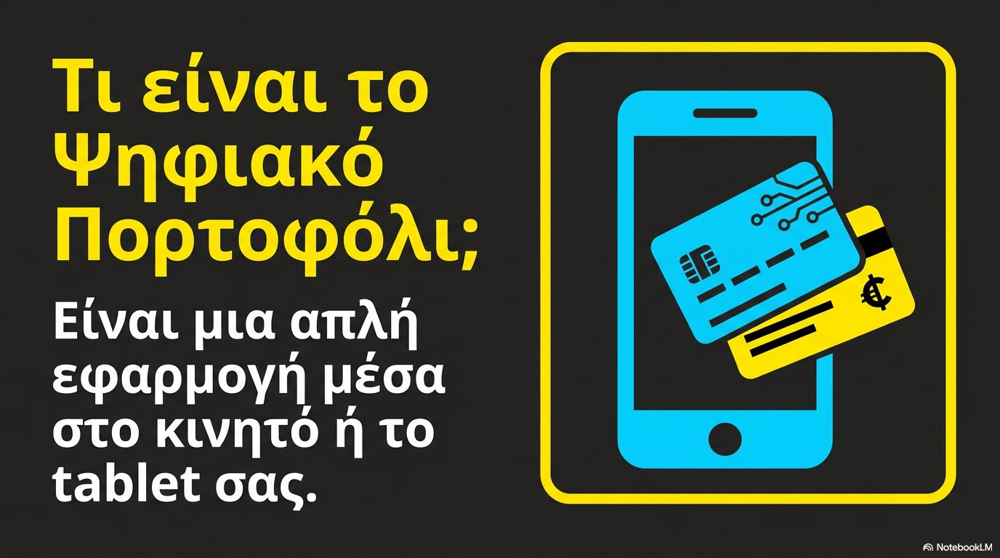 Τι είναι το
Ψηφιακό
Πορτοφόλι;
Είναι μια απλή
εφαρμογή μέσα
στο κινητό ή το
tablet σας.
NotebookLM